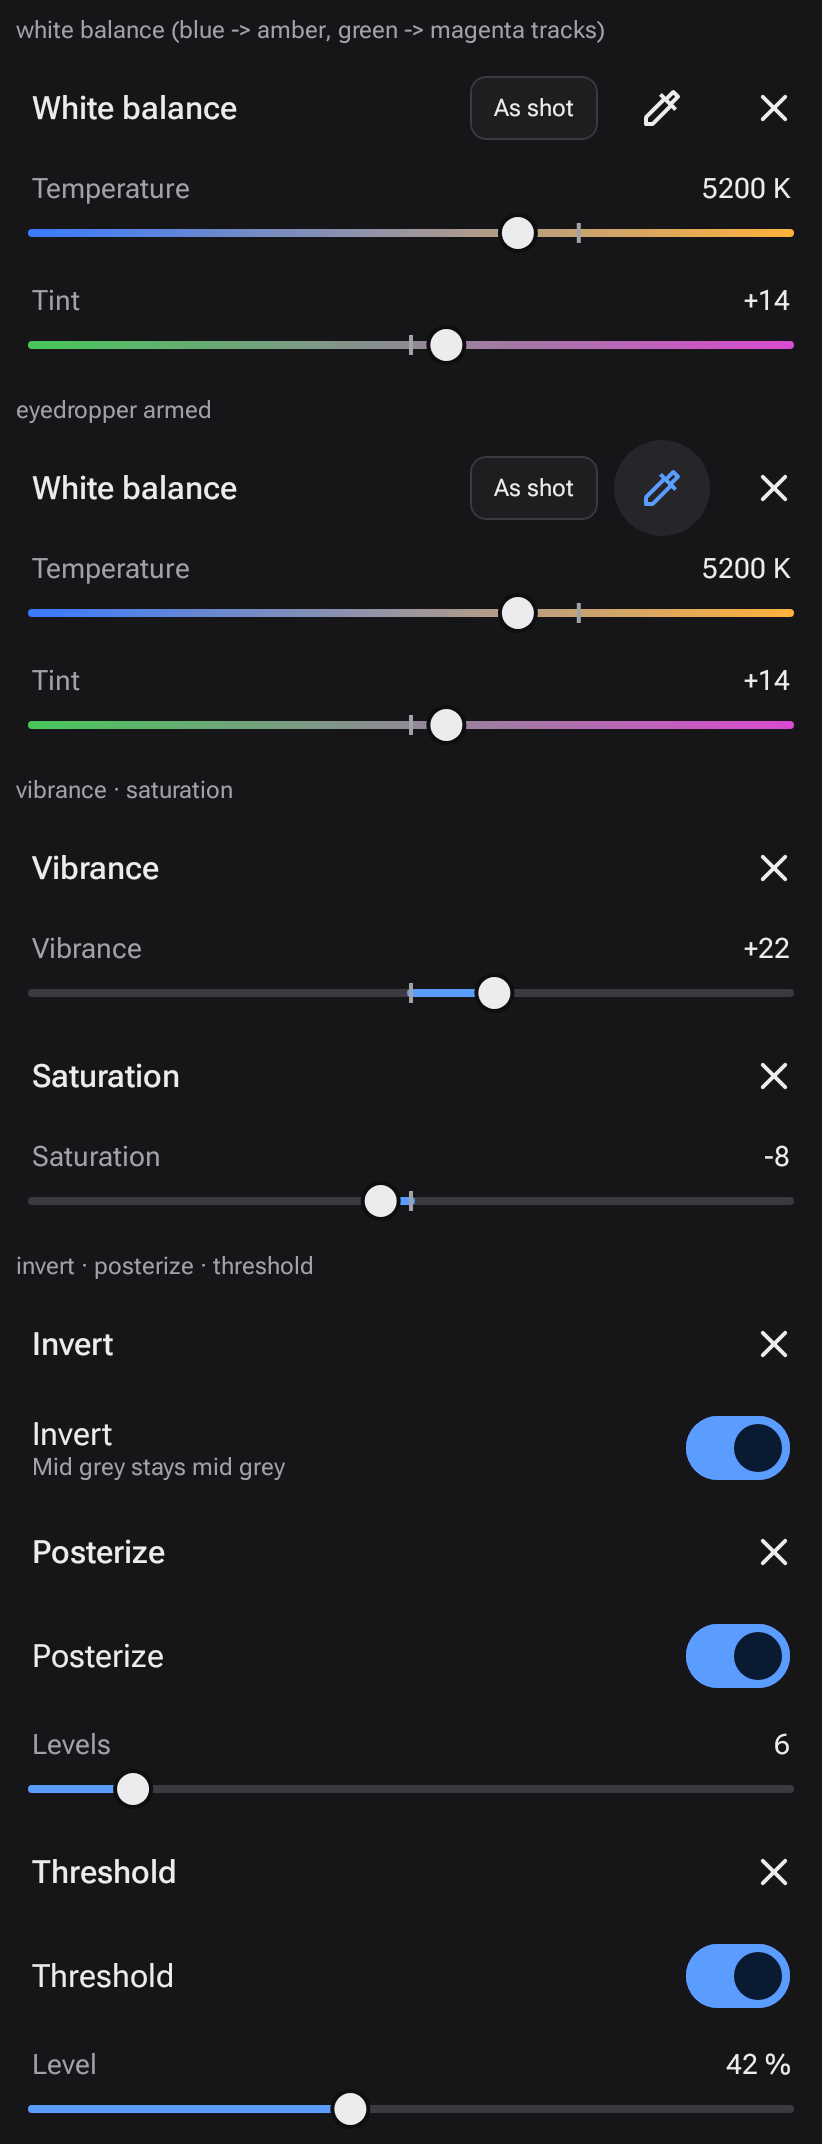 white balance (blue -> amber, green -> magenta tracks)
White balance As shot
Temperature 5200 K
Tint +14
eyedropper armed
White balance As shot
Temperature 5200 K
Tint +14
vibrance · saturation
Vibrance
Vibrance +22
Saturation
Saturation -8
invert · posterize · threshold
Invert
Invert
Mid grey stays mid grey
Posterize
Posterize
Levels 6
Threshold
Threshold
Level 42 %